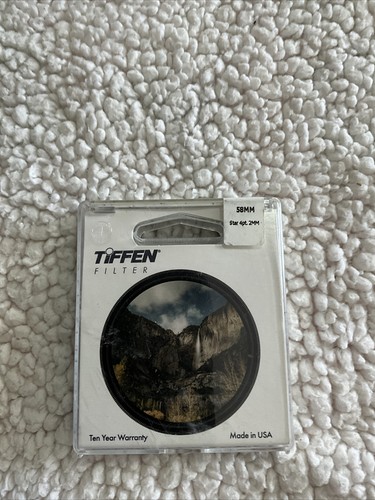 58MM
Star 4pt. 2MM
TIFFEN®
FILTER
Ten Year Warranty
Made in USA